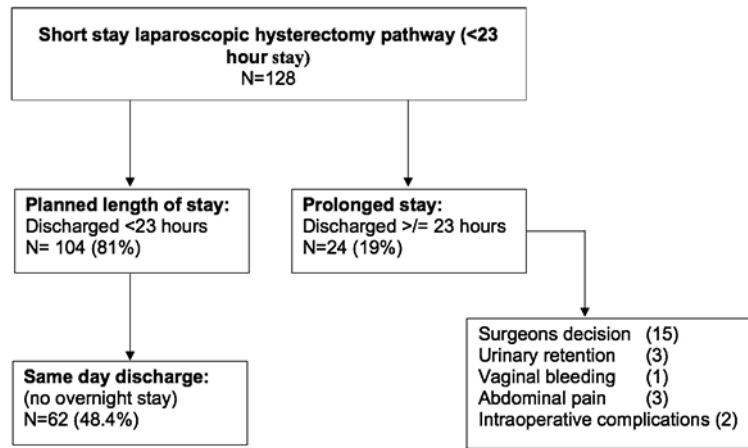 Short stay laparoscopic hysterectomy pathway (<23
hour stay)
N=128
Planned length of stay:
Discharged <23 hours
N= 104 (81%)
Prolonged stay:
Discharged >/= 23 hours
N=24 (19%)
Same day discharge:
(no overnight stay)
N=62 (48.4%)
Surgeons decision (15)
Urinary retention (3)
Vaginal bleeding (1)
Abdominal pain (3)
Intraoperative complications (2)